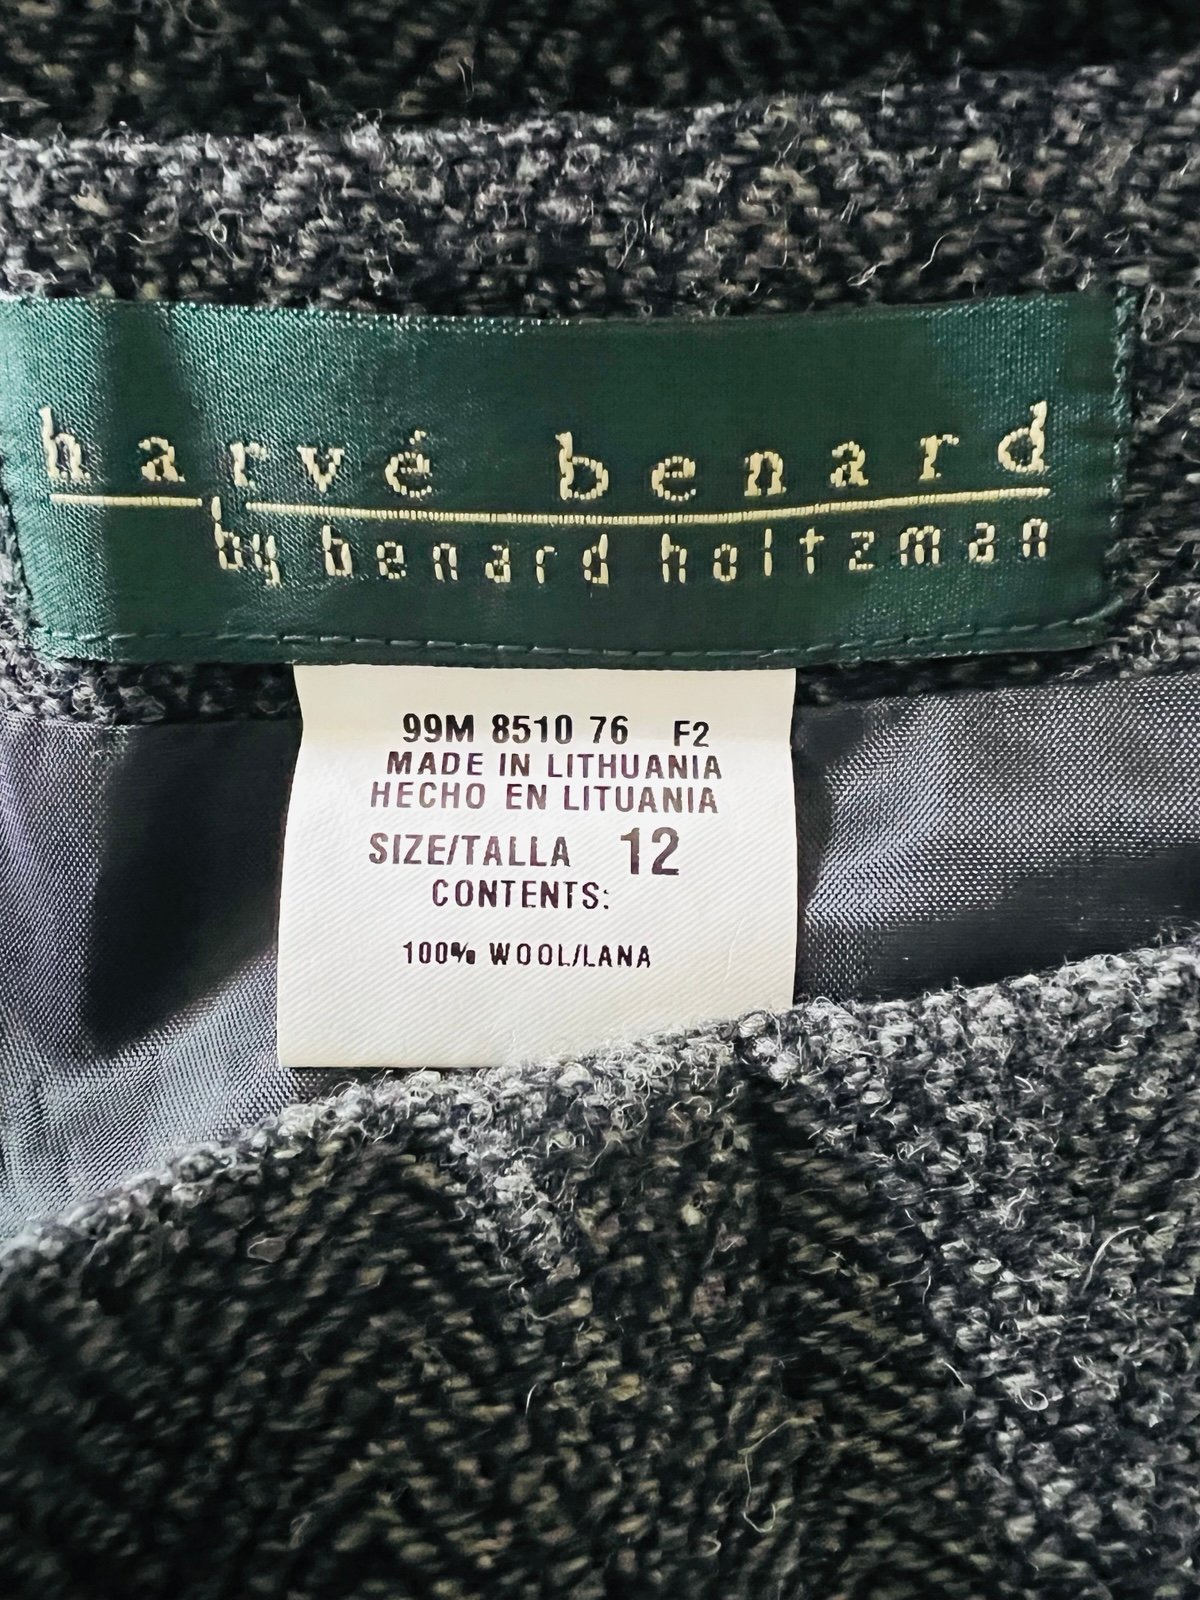 harvé benard
by benard holtzman
99M 8510 76 F2
MADE IN LITHUANIA
HECHO EN LITUANIA
SIZE/TALLA 12
CONTENTS:
100% WOOL/LANA